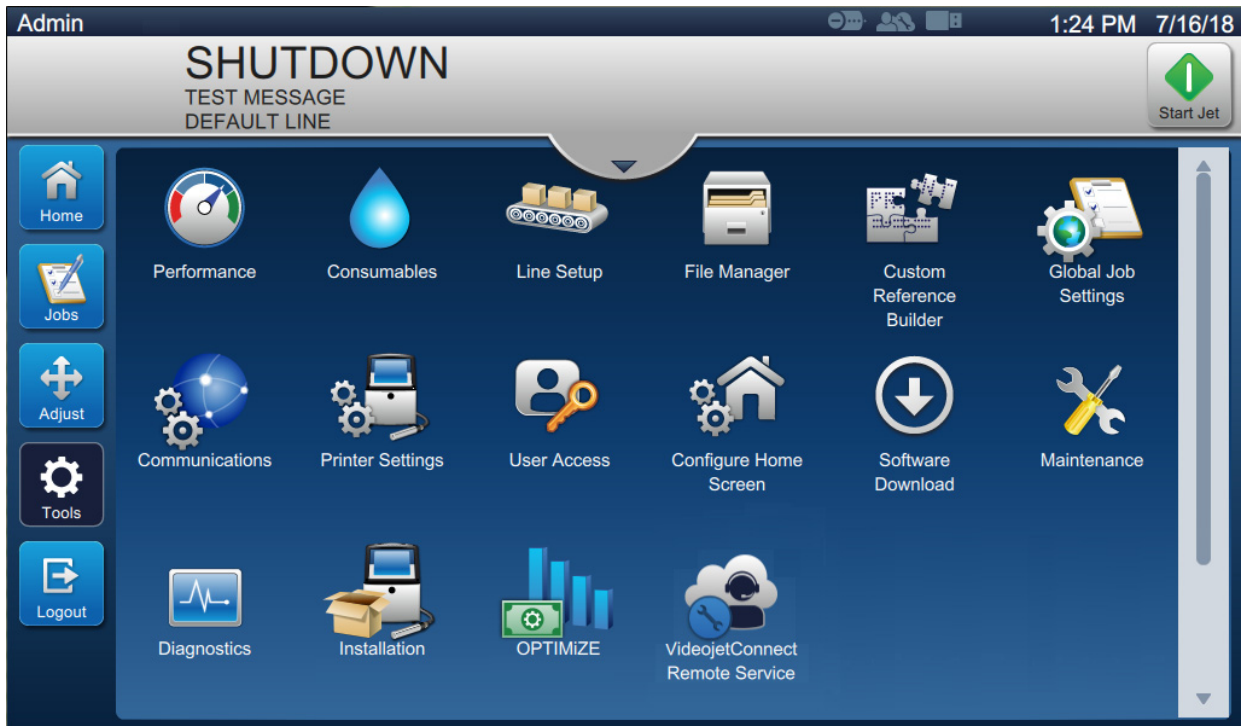 Admin
1:24 PM 7/16/18
SHUTDOWN
TEST MESSAGE
DEFAULT LINE
Start Jet
Home
Jobs
Adjust
Tools
Logout
Performance
Consumables
Line Setup
File Manager
Custom
Reference
Builder
Global Job
Settings
Communications
Printer Settings
User Access
Configure Home
Screen
Software
Download
Maintenance
Diagnostics
Installation
OPTIMiZE
VideojetConnect
Remote Service